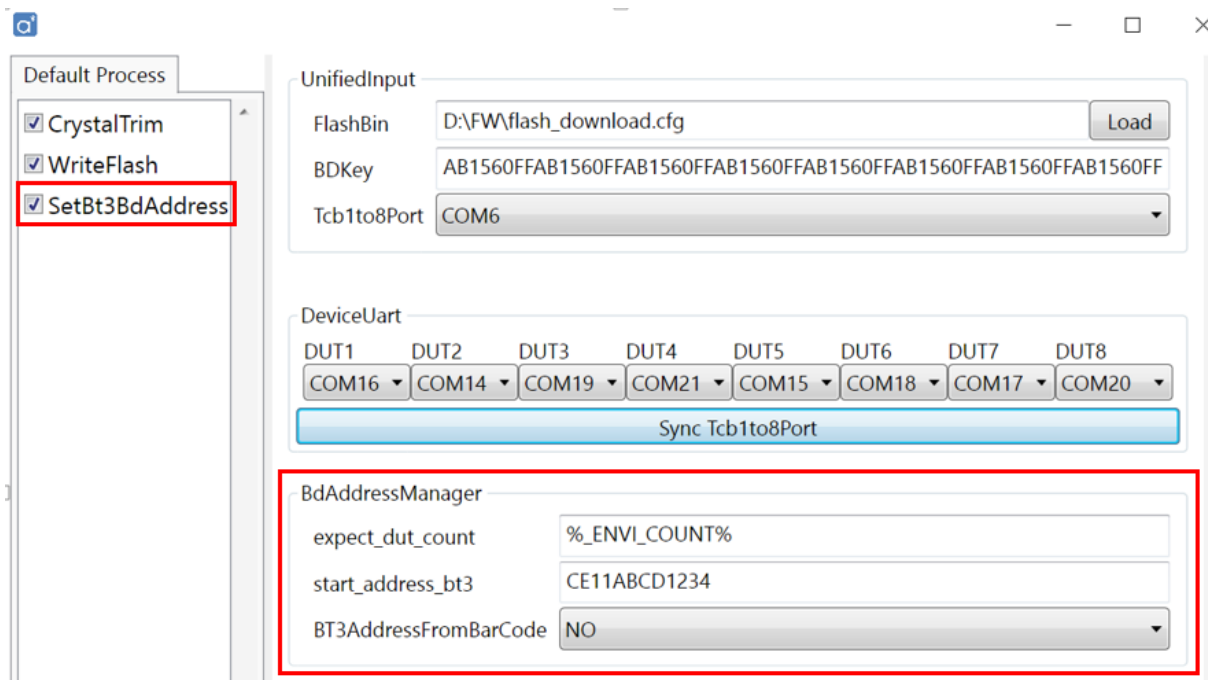 Default Process
CrystalTrim
WriteFlash
SetBt3BdAddress
UnifiedInput
FlashBin D:\FW\flash_download.cfg Load
BDKey AB1560FFAB1560FFAB1560FFAB1560FFAB1560FFAB1560FFAB1560FFAB1560FF
Tcb1to8Port COM6
DeviceUart
DUT1 DUT2 DUT3 DUT4 DUT5 DUT6 DUT7 DUT8
COM16 COM14 COM19 COM21 COM15 COM18 COM17 COM20
Sync Tcb1to8Port
BdAddressManager
expect_dut_count %_ENVI_COUNT%
start_address_bt3 CE11ABCD1234
BT3AddressFromBarCode NO